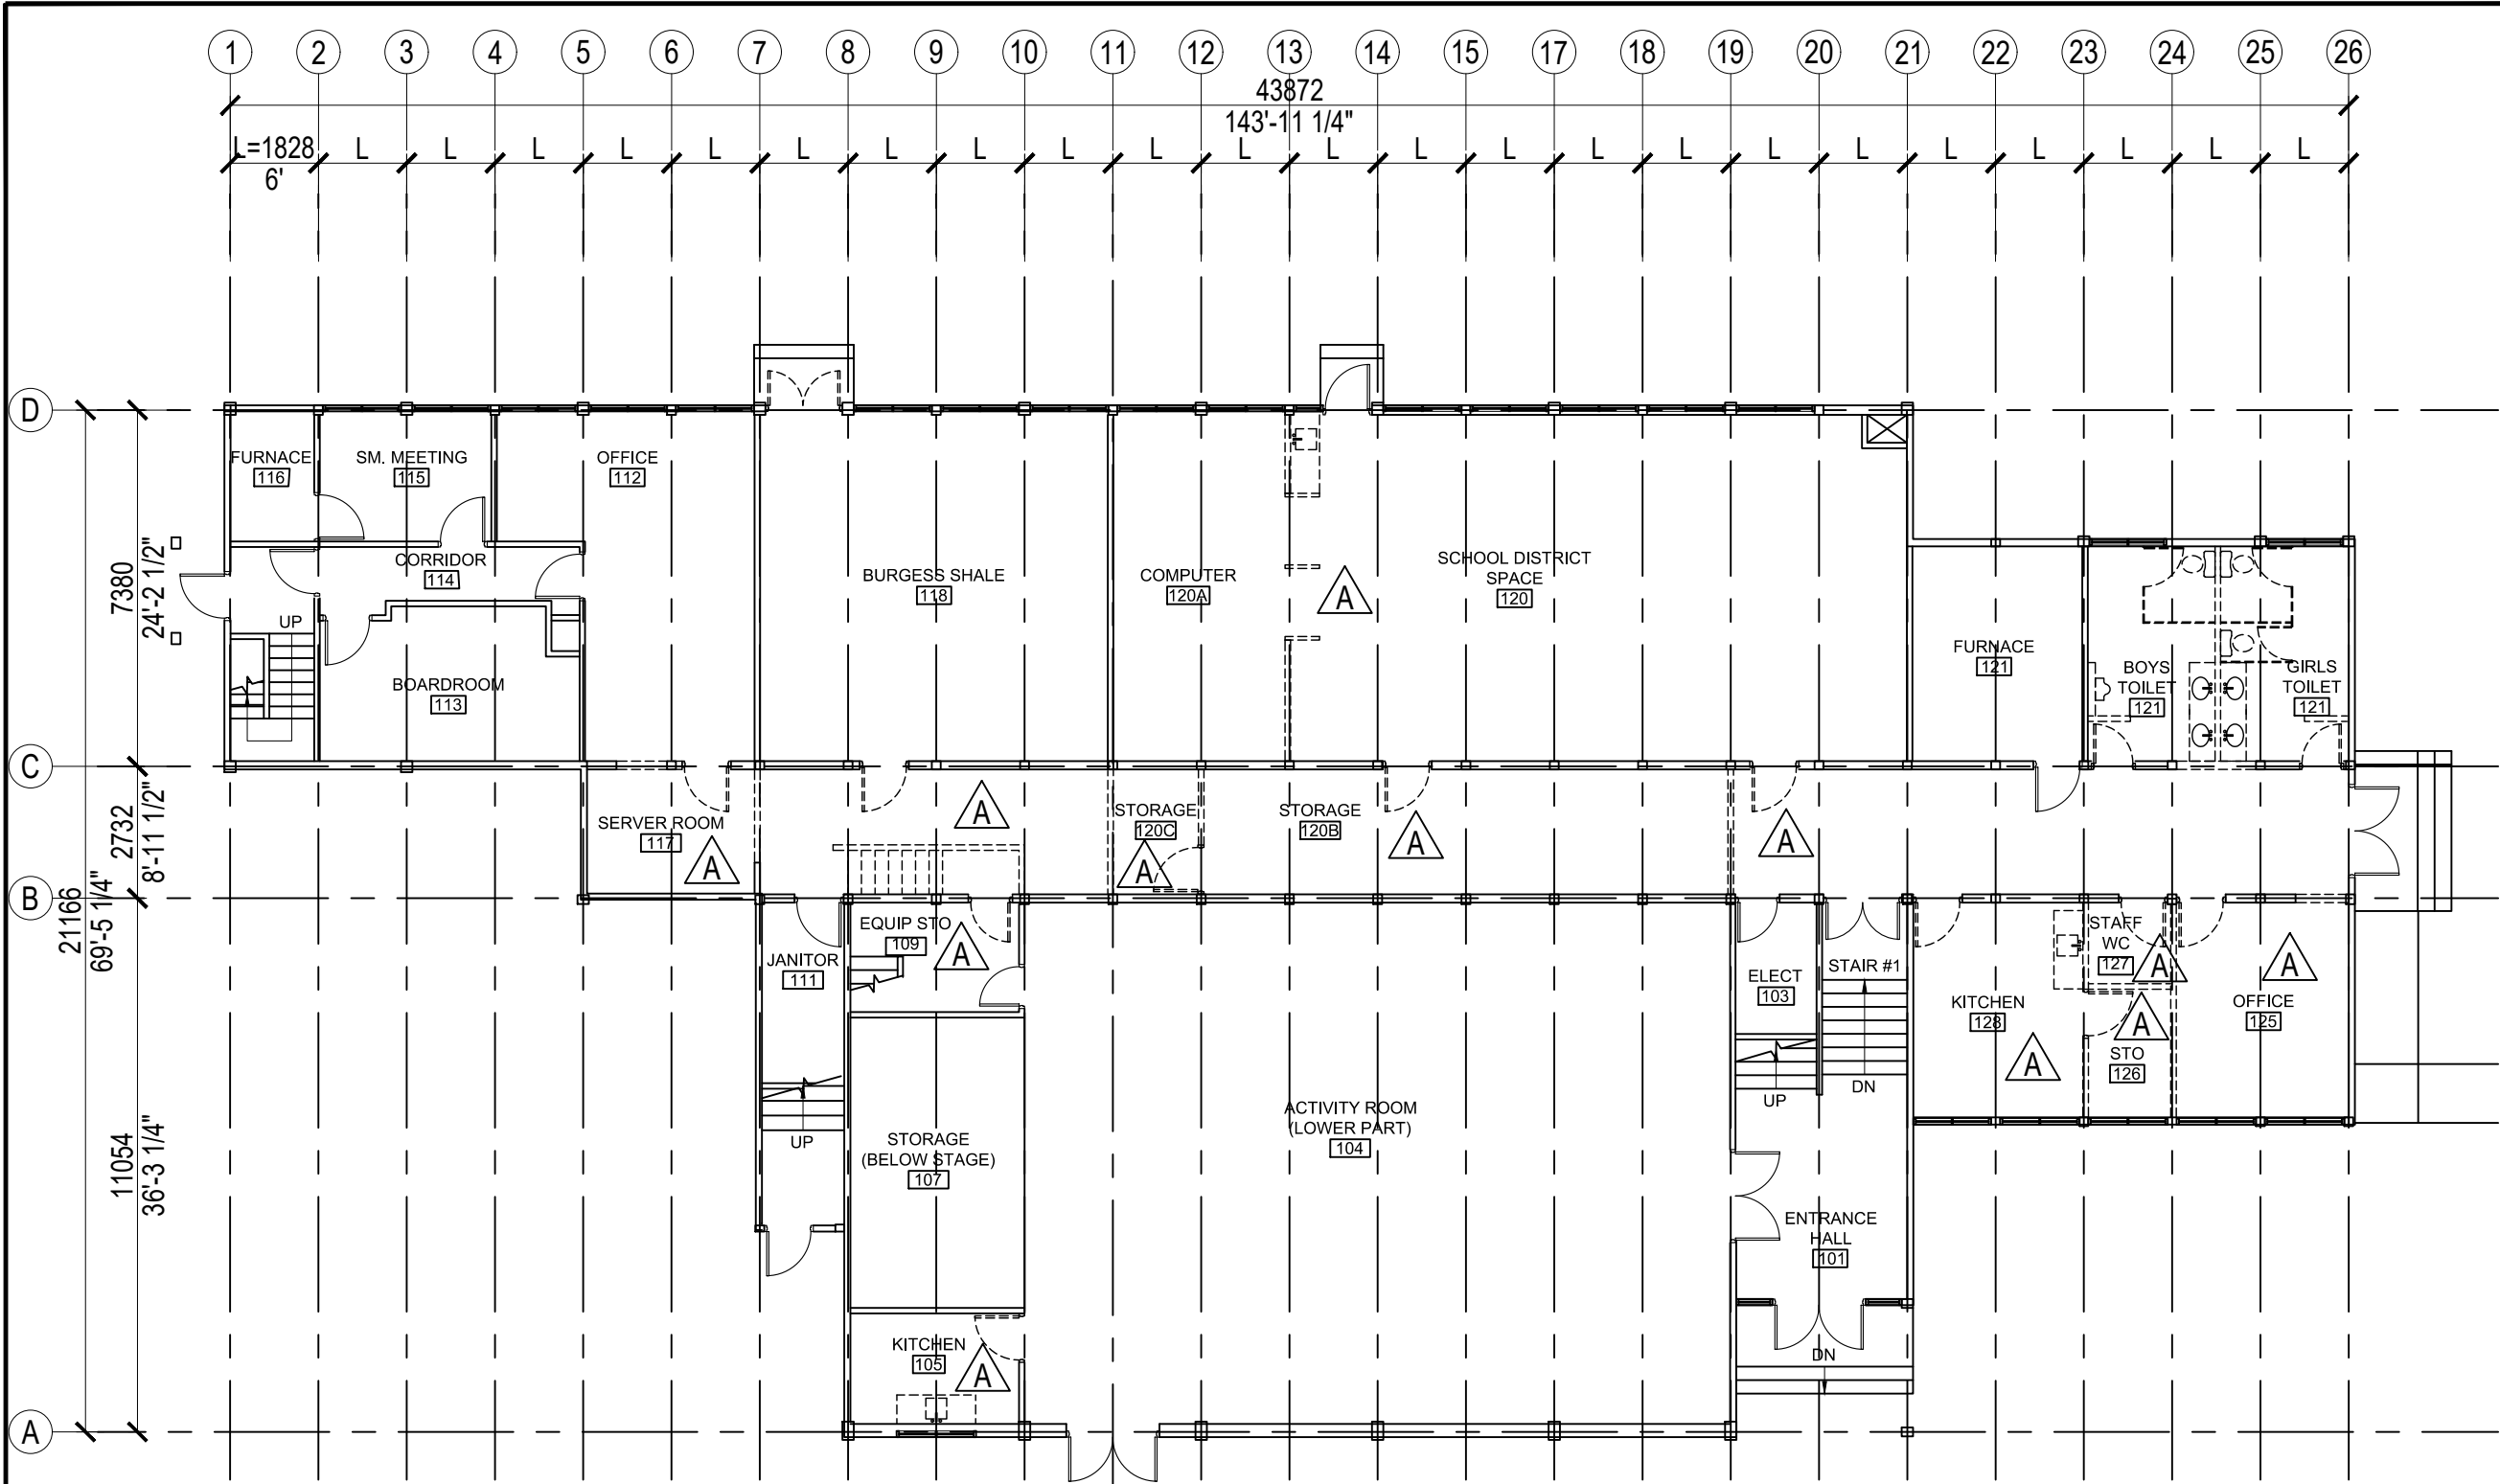 1 2 3 4 5 6 7 8 9 10 11 12 13 14 15 17 18 19 20 21 22 23 24 25 26
43872
143'-11 1/4"
L=1828 L L L L L L L L L L L L L L L L L L L L L L L
6'
D
FURNACE
116
SM. MEETING
115
OFFICE
112
CORRIDOR
114
BURGESS SHALE
118
COMPUTER
120A
A
SCHOOL DISTRICT
SPACE
120
7380
24'-2 1/2"
UP
BOARDROOM
113
FURNACE
121
BOYS
TOILET
121
GIRLS
TOILET
121
C
2732
8'-11 1/2"
SERVER ROOM
117
A
A
STORAGE
120C
A
STORAGE
120B
A
A
B
21166
69'-5 1/4"
JANITOR
111
EQUIP STO
109
A
ELECT
103
STAIR #1
STAFF
WC
127
A
A
KITCHEN
128
A
OFFICE
125
STO
126
A
UP
DN
UP
11054
36'-3 1/4"
STORAGE
(BELOW STAGE)
107
ACTIVITY ROOM
(LOWER PART)
104
ENTRANCE
HALL
101
KITCHEN
105
A
DN
A